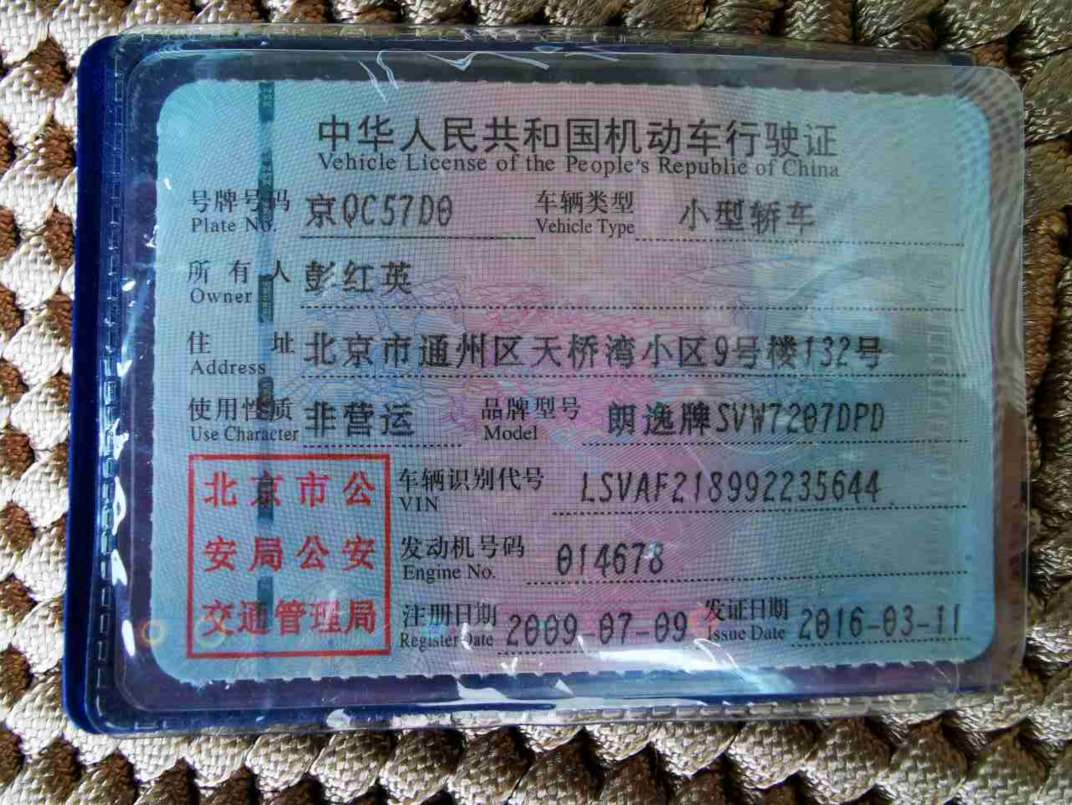 中华人民共和国机动车行驶证
Vehicle License of the People's Republic of China
号牌号码 京QC57D0 车辆类型 小型轿车
Plate No. Vehicle Type
所有人 彭红英
Owner
住址 北京市通州区天桥湾小区9号楼132号
Address
使用性质 非营运 品牌型号 朗逸牌SVW7207DPD
Use Character Model
北京市公
安局公安
交通管理局
车辆识别代号 LSVAF218992235644
VIN
发动机号码 014678
Engine No.
注册日期 2009-07-09 发证日期 2016-03-11
Register Date Issue Date